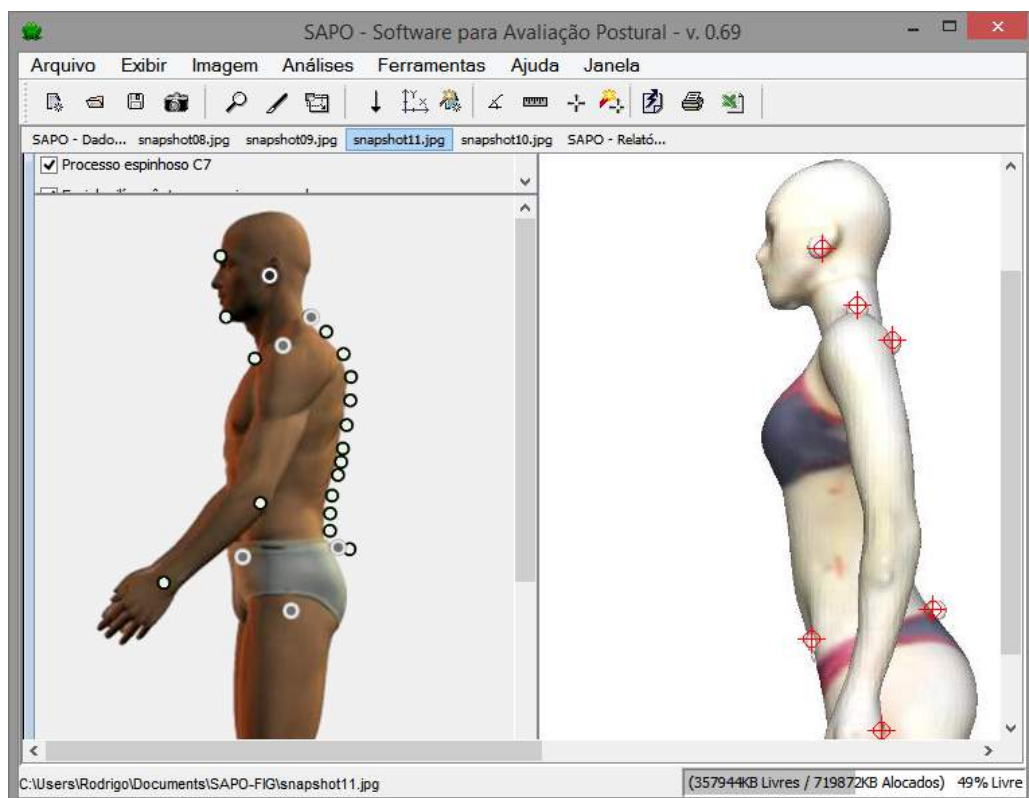 SAPO - Software para Avaliação Postural - v. 0.69
Arquivo Exibir Imagem Análises Ferramentas Ajuda Janela
SAPO - Dado... snapshot08.jpg snapshot09.jpg snapshot11.jpg snapshot10.jpg SAPO - Relató...
Processo espinhoso C7
C:\Users\Rodrigo\Documents\SAPO-FIG\snapshot11.jpg (357944KB Livres / 719872KB Alocados) 49% Livre